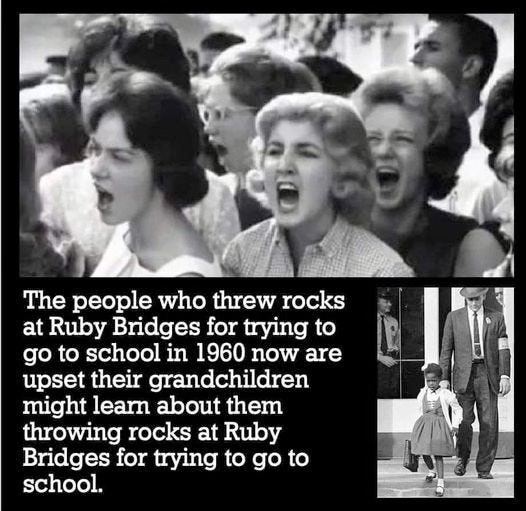 The people who threw rocks
at Ruby Bridges for trying to
go to school in 1960 now are
upset their grandchildren
might learn about them
throwing rocks at Ruby
Bridges for trying to go to
school.